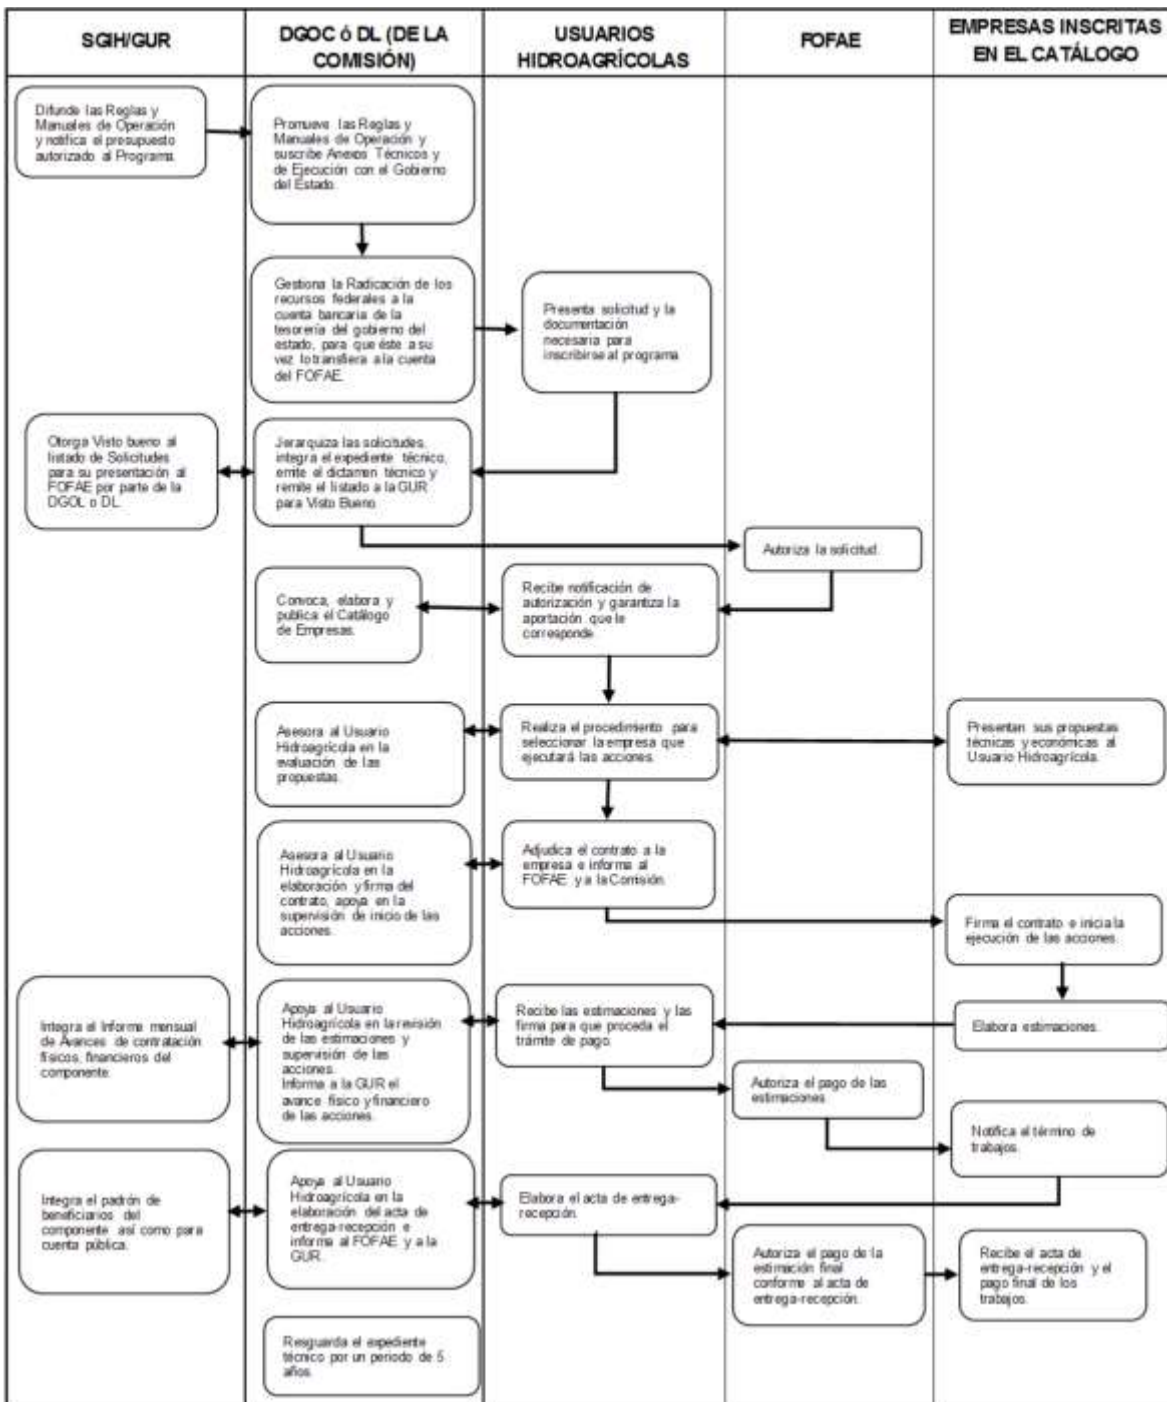 SGIH/GUR
DGOC ó DL (DE LA
COMISIÓN)
USUARIOS
HIDROAGRÍCOLAS
FOFAE
EMPRESAS INSCRITAS
EN EL CATÁLOGO
Difunde las Reglas y
Manuales de Operación
y notifica el presupuesto
autorizado al Programa.
Promueve las Reglas y
Manuales de Operación y
suscribe Anexos Técnicos y
de Ejecución con el Gobierno
del Estado.
Gestiona la Radicación de los
recursos federales a la
cuenta bancaria de la
tesorería del gobierno del
estado, para que éste a su
vez lo transfiera a la cuenta
del FOFAE.
Presenta solicitud y la
documentación
necesaria para
inscribirse al programa
Otorga Visto bueno al
listado de Solicitudes
para su presentación al
FOFAE por parte de la
DGOL o DL.
Jerarquiza las solicitudes,
integra el expediente técnico,
emite el dictamen técnico y
remite el listado a la GUR
para Visto Bueno.
Autoriza la solicitud.
Convoca, elabora y
publica el Catálogo
de Empresas.
Recibe notificación de
autorización y garantiza la
aportación que le
corresponde.
Asesora al Usuario
Hidroagrícola en la
evaluación de las
propuestas.
Realiza el procedimiento para
seleccionar la empresa que
ejecutará las acciones.
Presentan sus propuestas
técnicas y económicas al
Usuario Hidroagrícola.
Asesora al Usuario
Hidroagrícola en la
elaboración y firma del
contrato, apoya en la
supervisión de inicio de las
acciones.
Adjudica el contrato a la
empresa e informa al
FOFAE y a la Comisión.
Firma el contrato e inicia la
ejecución de las acciones.
Integra el Informe mensual
de Avances de contratación
físicos, financieros del
componente.
Apoya al Usuario
Hidroagrícola en la revisión
de las estimaciones y
supervisión de las
acciones.
Informa a la GUR el
avance físico y financiero
de las acciones.
Recibe las estimaciones y las
firma para que proceda el
trámite de pago.
Elabora estimaciones.
Autoriza el pago de las
estimaciones.
Notifica el término de
trabajos.
Integra el padrón de
beneficiarios del
componente así como para
cuenta pública.
Apoya al Usuario
Hidroagrícola en la
elaboración del acta de
entrega-recepción e
informa al FOFAE y a la
GUR.
Elabora el acta de entrega-
recepción.
Autoriza el pago de la
estimación final
conforme al acta de
entrega-recepción.
Recibe el acta de
entrega-recepción y el
pago final de los
trabajos.
Resguarda el expediente
técnico por un periodo de 5
años.